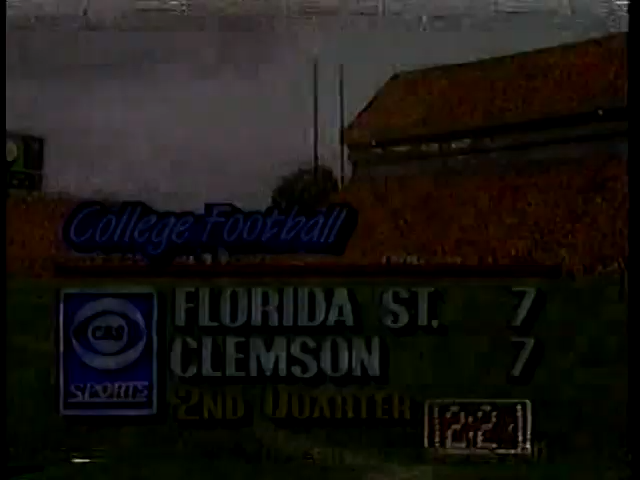 College Football
FLORIDA ST. 7
CLEMSON 7
CBS
SPORTS
2ND QUARTER